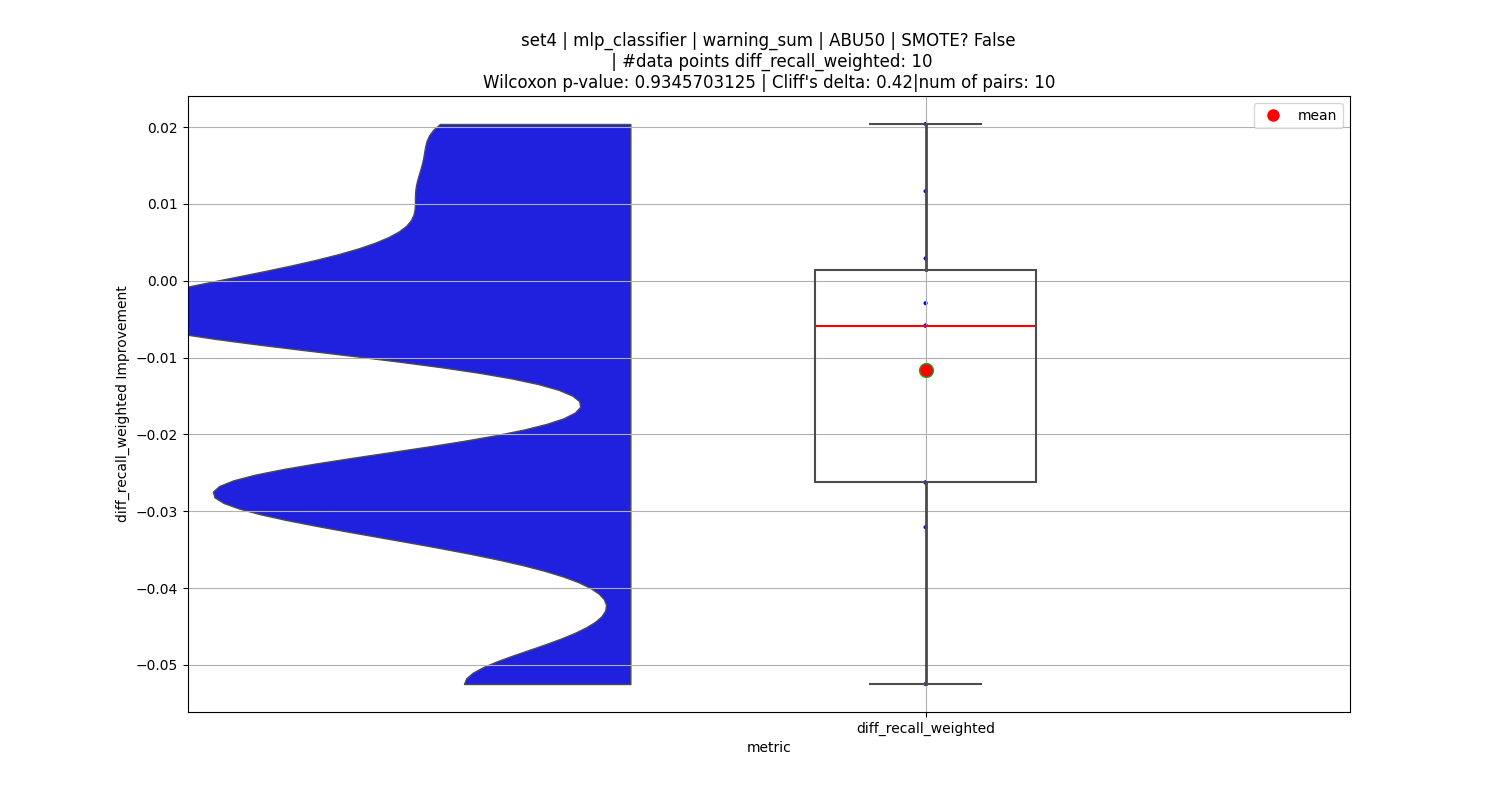 set4 | mlp_classifier | warning_sum | ABU50 | SMOTE? False
| #data points diff_recall_weighted: 10
Wilcoxon p-value: 0.9345703125 | Cliff's delta: 0.42|num of pairs: 10
mean
0.02
0.01
0.00
−0.01
−0.02
−0.03
−0.04
−0.05
diff_recall_weighted Improvement
diff_recall_weighted
metric